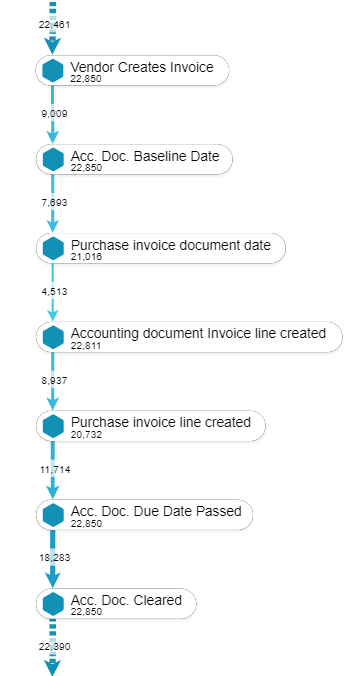 22,461
Vendor Creates Invoice
22,850
9,009
Acc. Doc. Baseline Date
22,850
7,693
Purchase invoice document date
21,016
4,513
Accounting document Invoice line created
22,811
8,937
Purchase invoice line created
20,732
11,714
Acc. Doc. Due Date Passed
22,850
18,283
Acc. Doc. Cleared
22,850
22,390